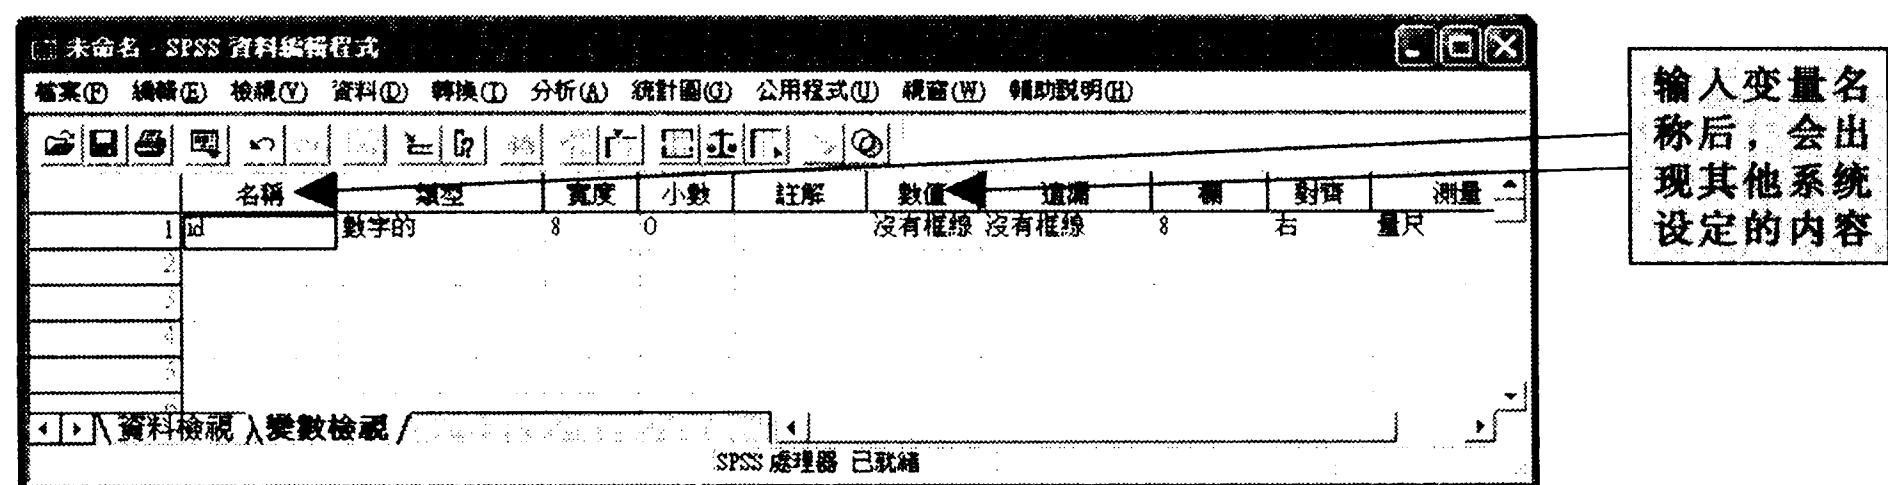 未命名 - SPSS 資料編輯程式
檔案(F) 編輯(E) 檢視(V) 資料(D) 轉換(T) 分析(A) 統計圖(G) 公用程式(U) 視窗(W) 輔助說明(H)
名稱 類型 寬度 小數 註解 數值 遺漏 欄 對齊 測量
1 id 數字的 8 0 沒有框線 沒有框線 8 右 量尺
2
3
4
5
資料檢視 變數檢視
SPSS 處理器 已就緒
输入变量名
称后，会出
现其他系统
设定的内容